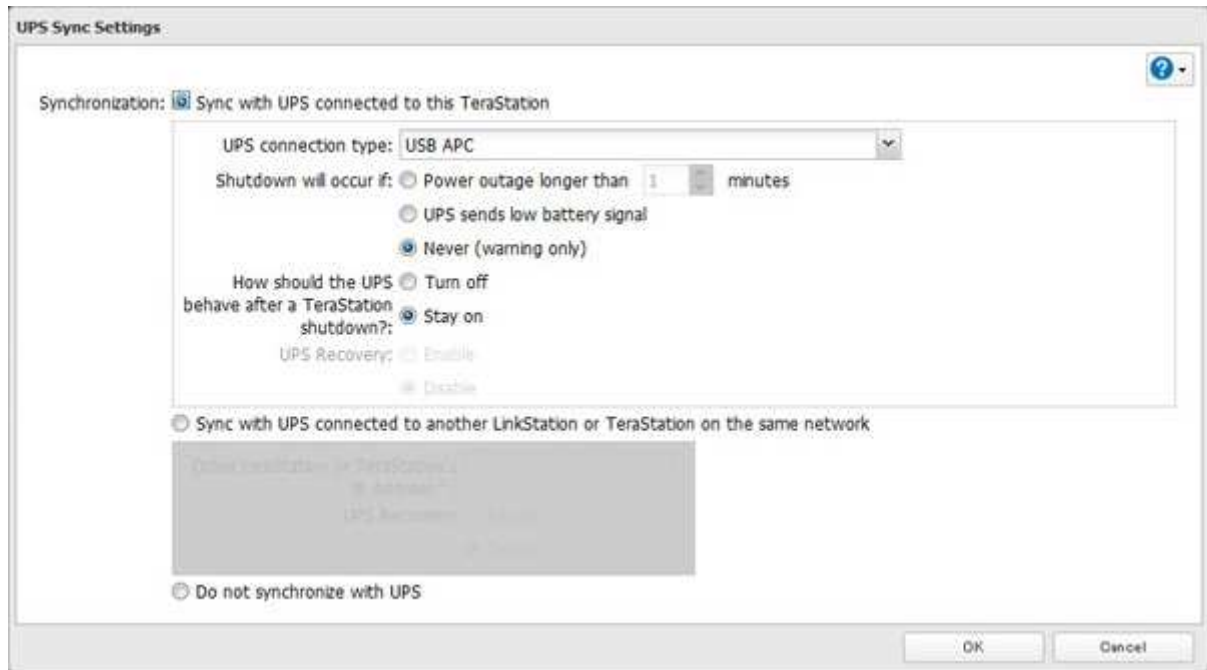 UPS Sync Settings
Synchronization: Sync with UPS connected to this TeraStation
UPS connection type: USB APC
Shutdown will occur if: Power outage longer than 1 minutes
UPS sends low battery signal
Never (warning only)
How should the UPS behave after a TeraStation shutdown?: Turn off
Stay on
UPS Recovery: Enable
Disable
Sync with UPS connected to another LinkStation or TeraStation on the same network
UPS Recovery:
Do not synchronize with UPS
OK Cancel